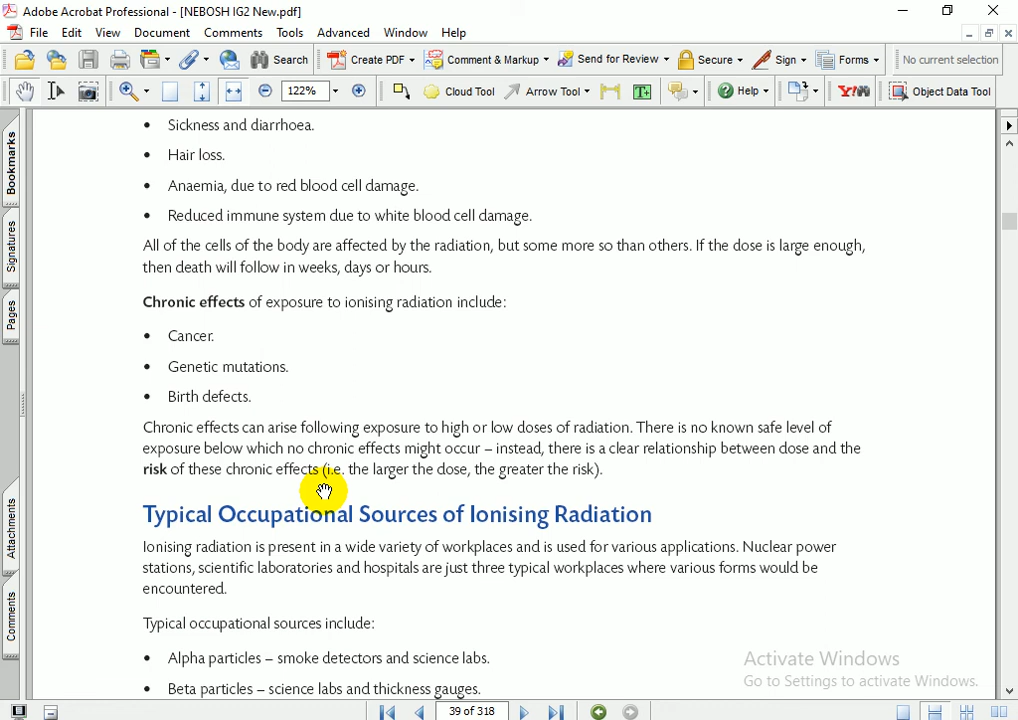 Adobe Acrobat Professional - [NEBOSH IG2 New.pdf]
File Edit View Document Comments Tools Advanced Window Help
Search Create PDF Comment & Markup Send for Review Secure Sign Forms No current selection
122% Cloud Tool Arrow Tool Help Y! Object Data Tool
Bookmarks
Signatures
Pages
Attachments
Comments
• Sickness and diarrhoea.
• Hair loss.
• Anaemia, due to red blood cell damage.
• Reduced immune system due to white blood cell damage.
All of the cells of the body are affected by the radiation, but some more so than others. If the dose is large enough,
then death will follow in weeks, days or hours.
Chronic effects of exposure to ionising radiation include:
• Cancer.
• Genetic mutations.
• Birth defects.
Chronic effects can arise following exposure to high or low doses of radiation. There is no known safe level of
exposure below which no chronic effects might occur – instead, there is a clear relationship between dose and the
risk of these chronic effects (i.e. the larger the dose, the greater the risk).
Typical Occupational Sources of Ionising Radiation
Ionising radiation is present in a wide variety of workplaces and is used for various applications. Nuclear power
stations, scientific laboratories and hospitals are just three typical workplaces where various forms would be
encountered.
Typical occupational sources include:
• Alpha particles – smoke detectors and science labs.
• Beta particles – science labs and thickness gauges.
Activate Windows
Go to Settings to activate Windows.
39 of 318